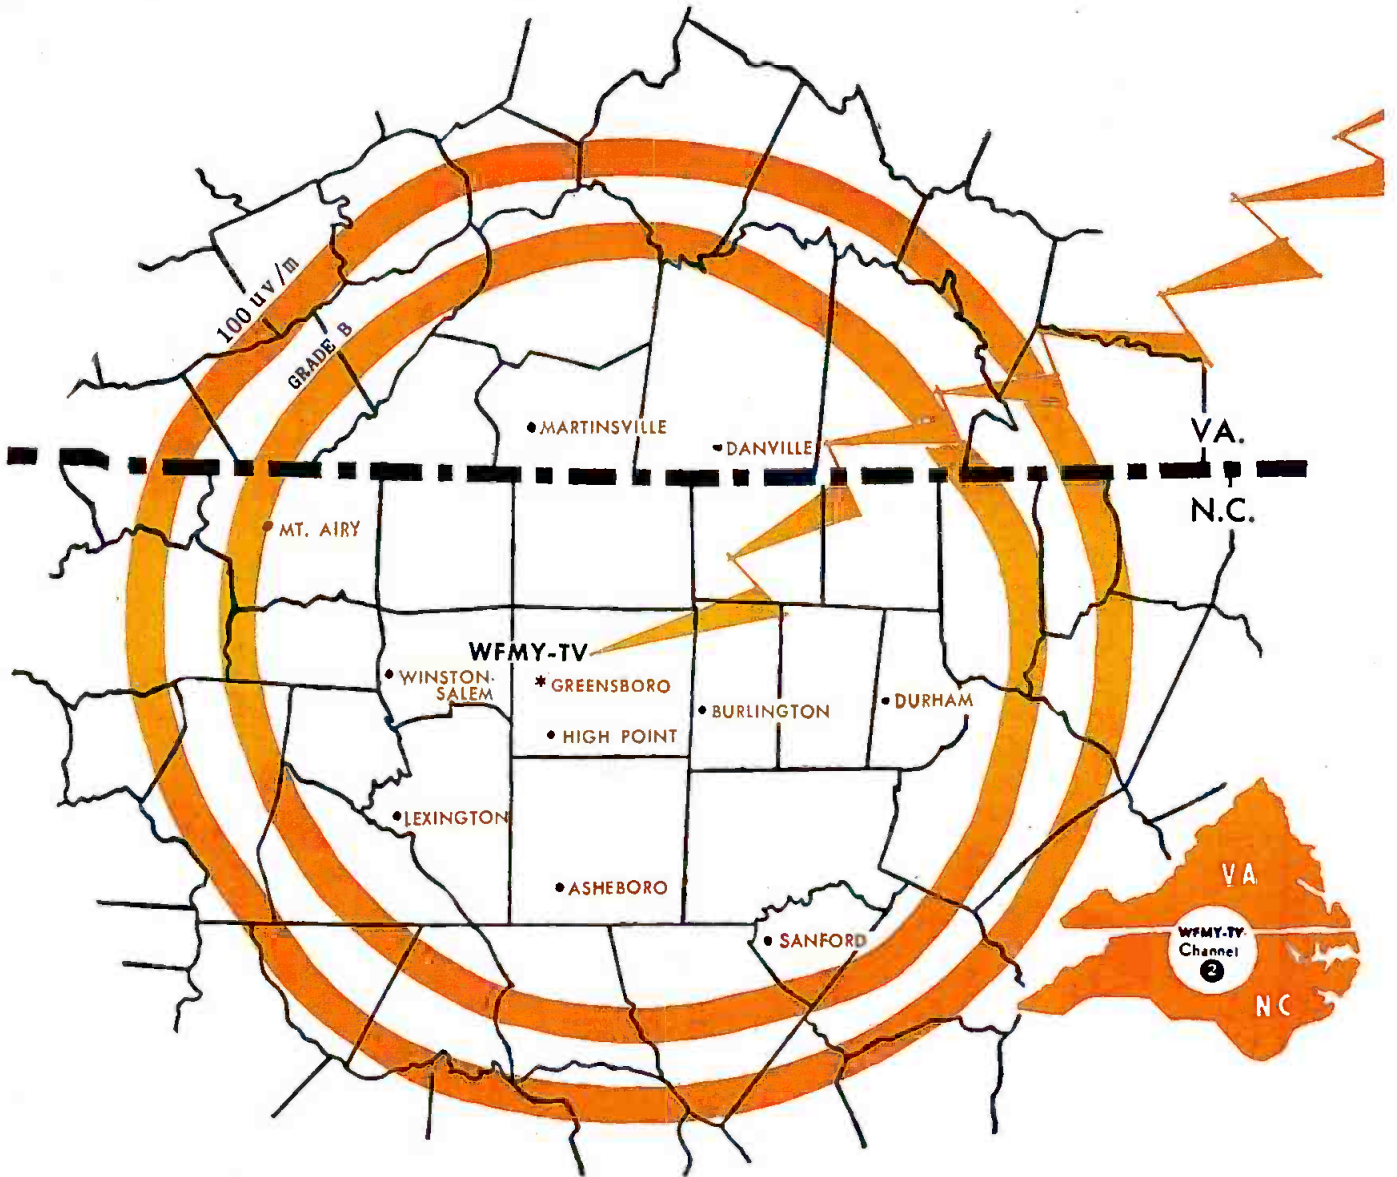 100 uv/m
GRADE B
MARTINSVILLE
DANVILLE
VA.
N.C.
MT. AIRY
WFMY-TV
WINSTON-
SALEM
GREENSBORO
BURLINGTON
DURHAM
HIGH POINT
LEXINGTON
ASHEBORO
SANFORD
VA
WFMY-TV
Channel
2
NC